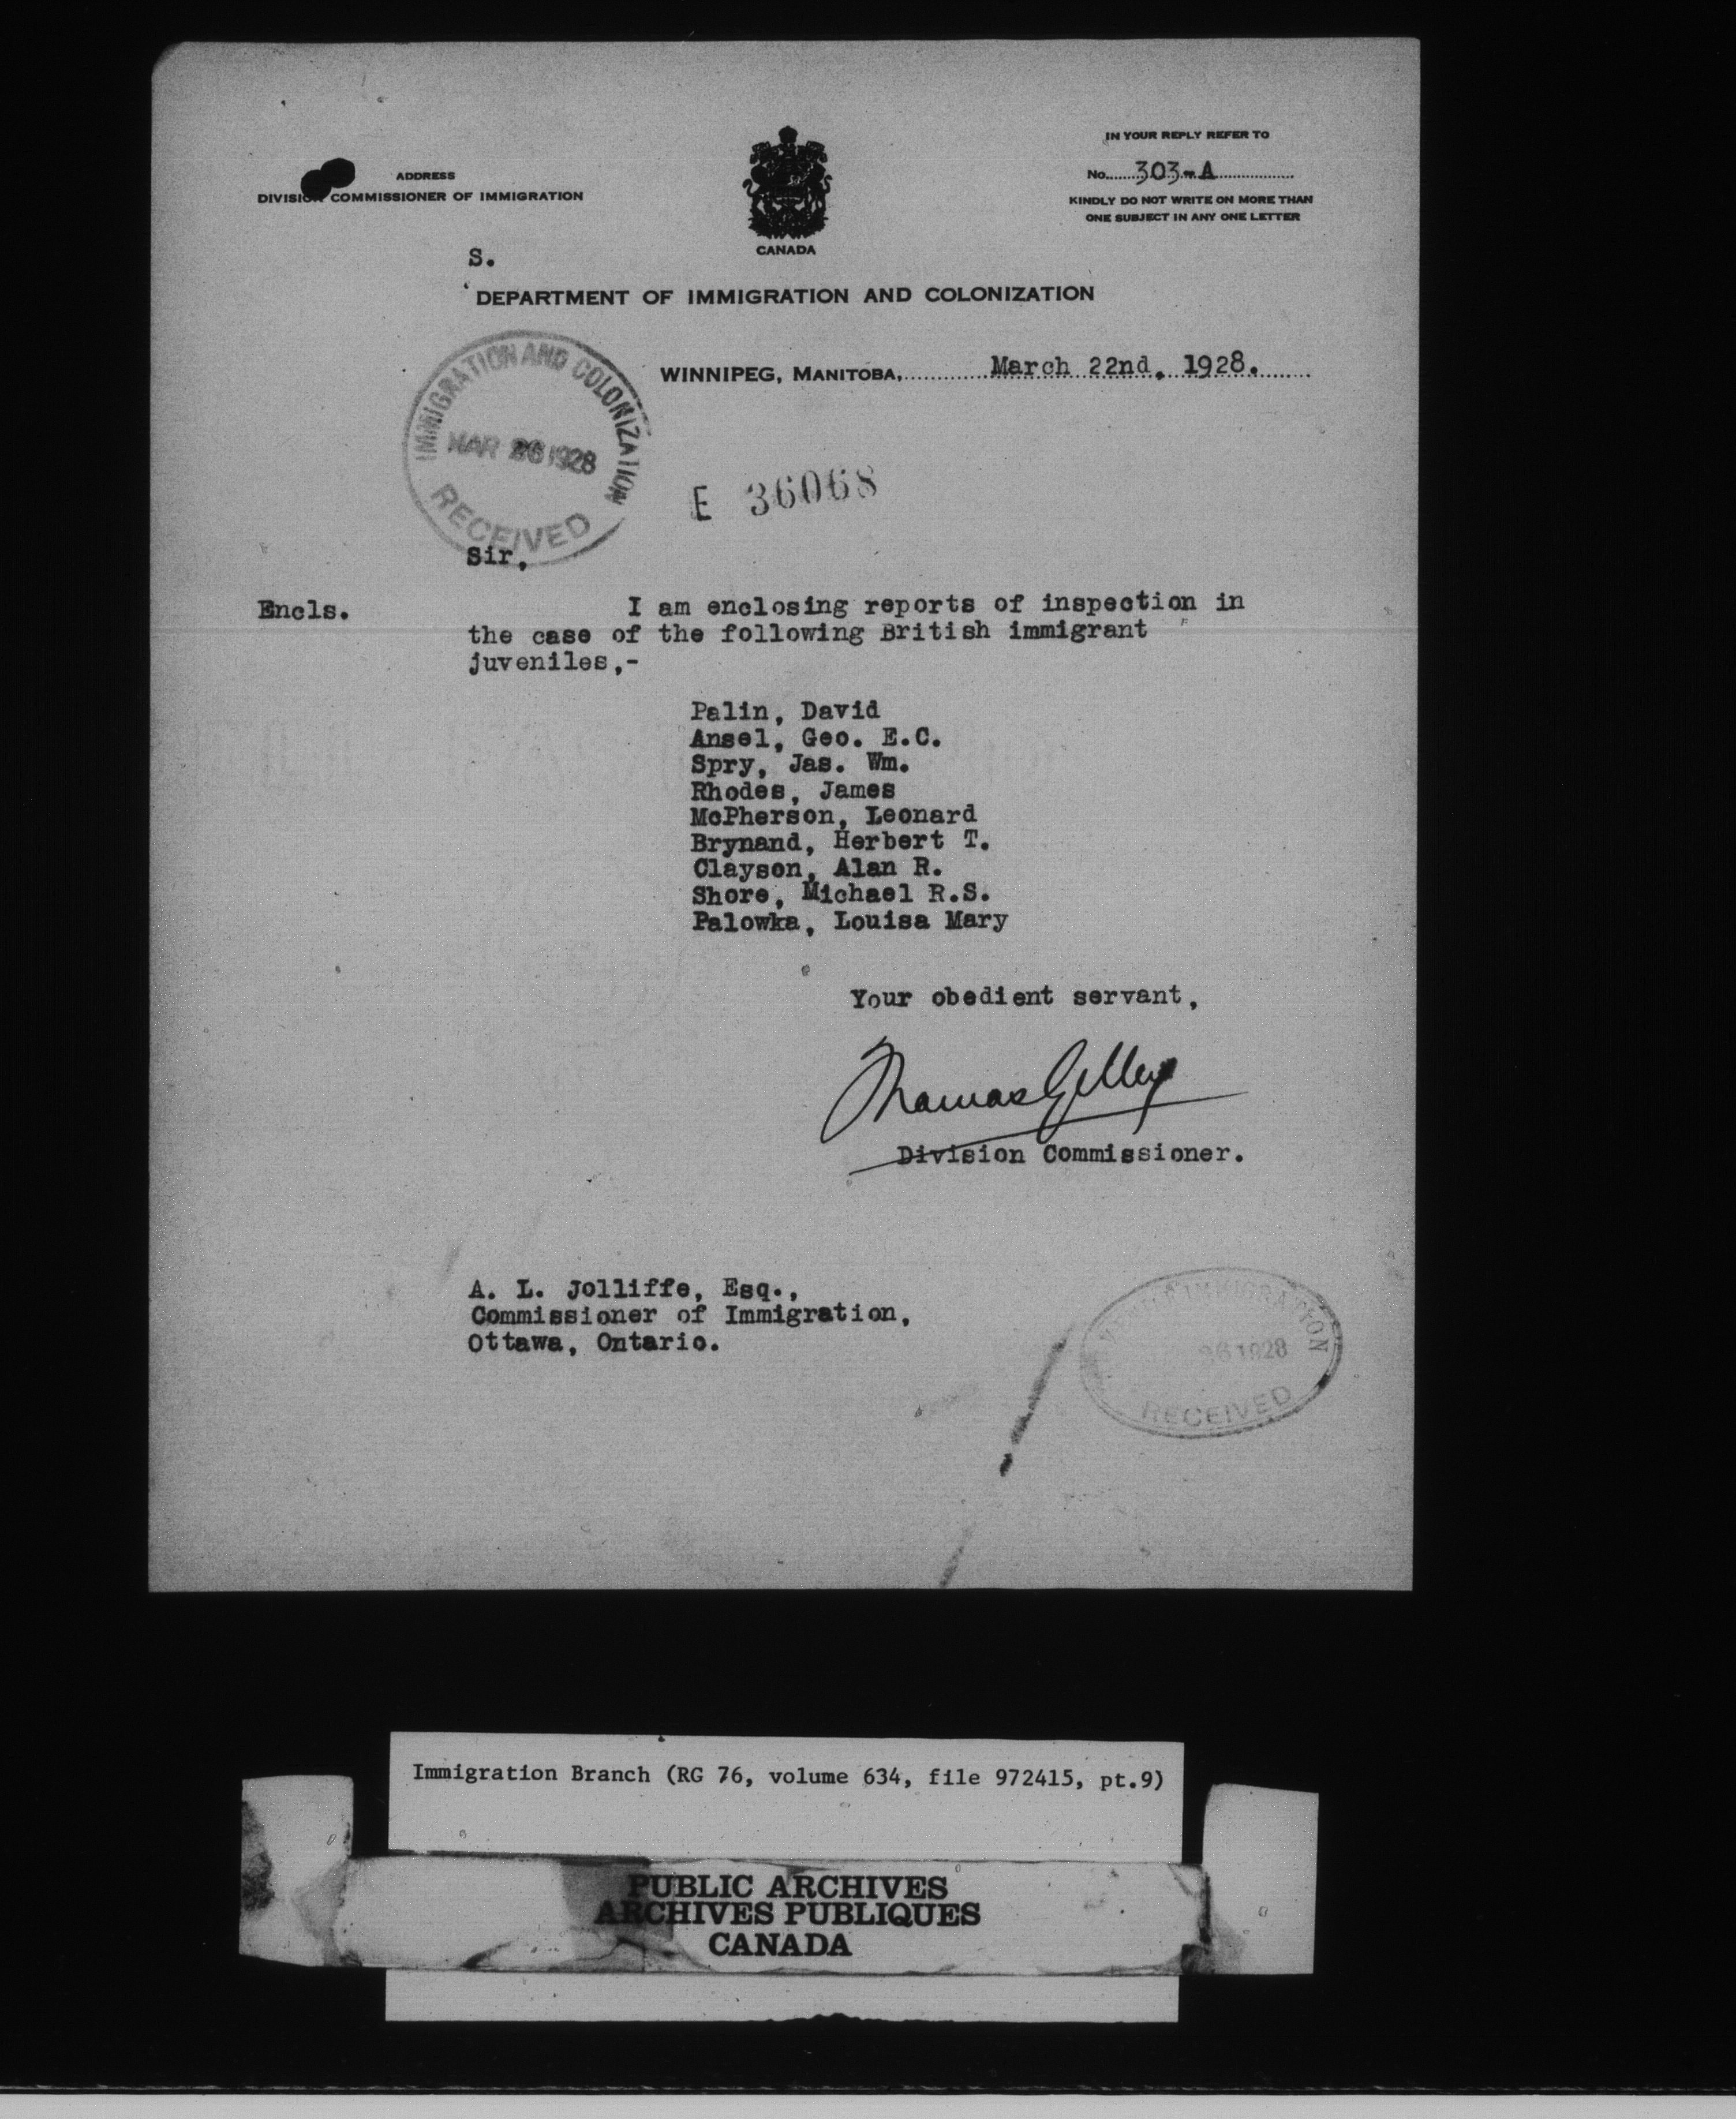 IN YOUR REPLY REFER TO
No. 303-A
KINDLY DO NOT WRITE ON MORE THAN
ONE SUBJECT IN ANY ONE LETTER
ADDRESS
DIVISION COMMISSIONER OF IMMIGRATION
CANADA
S.
DEPARTMENT OF IMMIGRATION AND COLONIZATION
WINNIPEG, MANITOBA, March 22nd, 1928.
IMMIGRATION AND COLONIZATION
MAR 26 1928
RECEIVED
E 36068
Sir,
Encls.
I am enclosing reports of inspection in
the case of the following British immigrant
juveniles,-
Palin, David
Ansel, Geo. E.C.
Spry, Jas. Wm.
Rhodes, James
McPherson, Leonard
Brynand, Herbert T.
Clayson, Alan R.
Shore, Michael R.S.
Palowka, Louisa Mary
Your obedient servant,
Thomas Gelley
Division Commissioner.
A. L. Jolliffe, Esq.,
Commissioner of Immigration,
Ottawa, Ontario.
IMMIGRATION
26 1928
RECEIVED
Immigration Branch (RG 76, volume 634, file 972415, pt.9)
PUBLIC ARCHIVES
ARCHIVES PUBLIQUES
CANADA